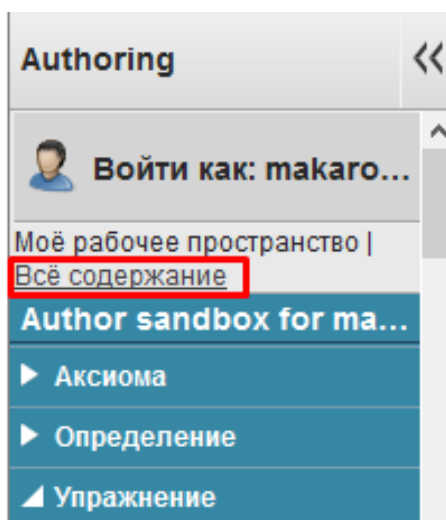 Authoring
Войти как: makaro...
Моё рабочее пространство |
Всё содержание
Author sandbox for ma...
Аксиома
Определение
Упражнение